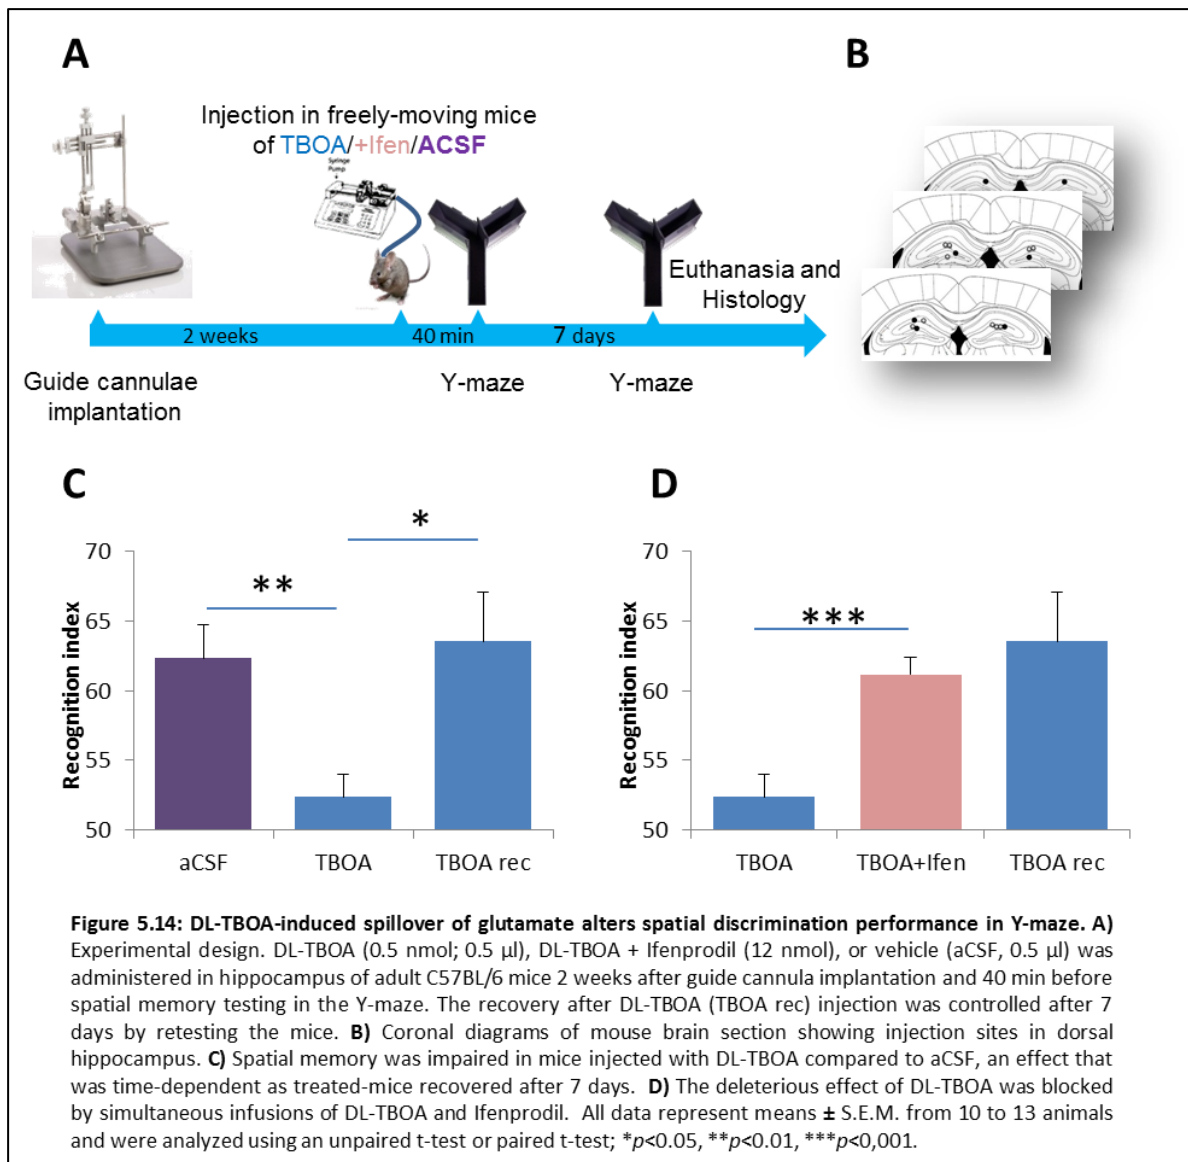 A
B
Injection in freely-moving mice
of TBOA/+Ifen/ACSF
Syringe
Pump
Euthanasia and
Histology
2 weeks
40 min
7 days
Guide cannulae
implantation
Y-maze
Y-maze
C
D
*
**
70
65
60
55
50
Recognition index
aCSF
TBOA
TBOA rec
***
70
65
60
55
50
Recognition index
TBOA
TBOA+Ifen
TBOA rec
Figure 5.14: DL-TBOA-induced spillover of glutamate alters spatial discrimination performance in Y-maze. A)
Experimental design. DL-TBOA (0.5 nmol; 0.5 µl), DL-TBOA + Ifenprodil (12 nmol), or vehicle (aCSF, 0.5 µl) was
administered in hippocampus of adult C57BL/6 mice 2 weeks after guide cannula implantation and 40 min before
spatial memory testing in the Y-maze. The recovery after DL-TBOA (TBOA rec) injection was controlled after 7
days by retesting the mice. B) Coronal diagrams of mouse brain section showing injection sites in dorsal
hippocampus. C) Spatial memory was impaired in mice injected with DL-TBOA compared to aCSF, an effect that
was time-dependent as treated-mice recovered after 7 days. D) The deleterious effect of DL-TBOA was blocked
by simultaneous infusions of DL-TBOA and Ifenprodil. All data represent means ± S.E.M. from 10 to 13 animals
and were analyzed using an unpaired t-test or paired t-test; *p<0.05, **p<0.01, ***p<0,001.